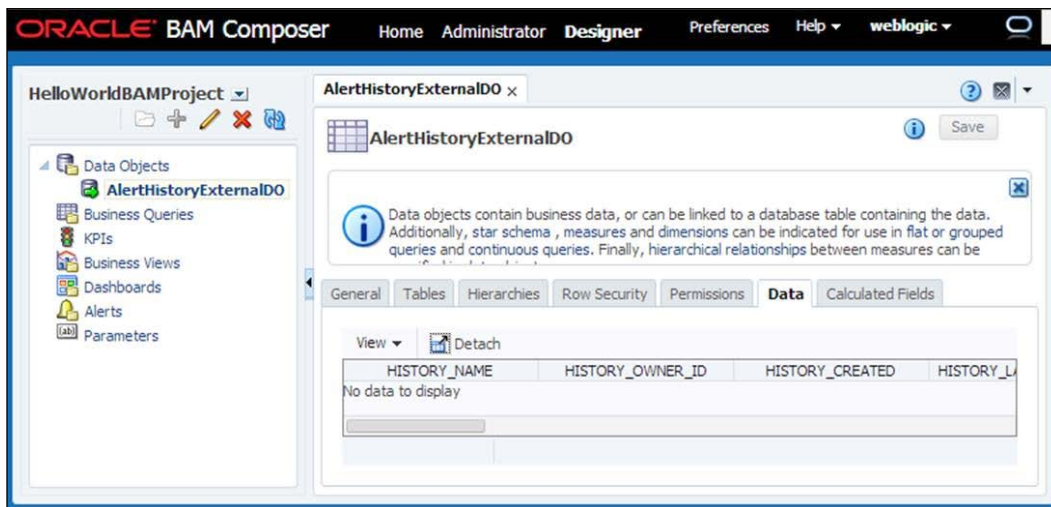 ORACLE® BAM Composer Home Administrator Designer Preferences Help weblogic
HelloWorldBAMProject
Data Objects
AlertHistoryExternalDO
Business Queries
KPIs
Business Views
Dashboards
Alerts
(ab) Parameters
AlertHistoryExternalDO x
AlertHistoryExternalDO Save
Data objects contain business data, or can be linked to a database table containing the data.
Additionally, star schema , measures and dimensions can be indicated for use in flat or grouped
queries and continuous queries. Finally, hierarchical relationships between measures can be
General Tables Hierarchies Row Security Permissions Data Calculated Fields
View Detach
HISTORY_NAME HISTORY_OWNER_ID HISTORY_CREATED HISTORY_LA
No data to display